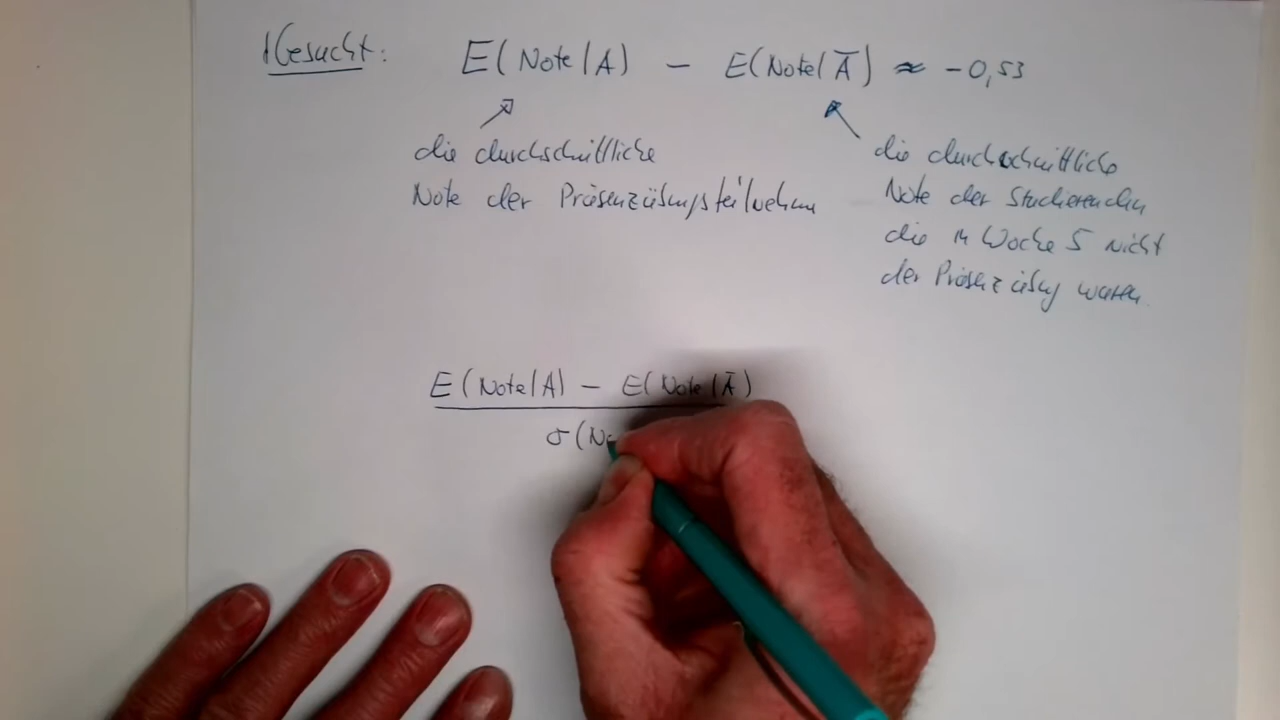 Gesucht: E(Note|A) − E(Note|Ā) ≈ -0,53
die durchschnittliche
Note der Präsenzübungsteilnehmer
die durchschnittliche
Note der Studierenden
die in Woche 5 nicht
der Präsenzübung waren.
E(Note|A) − E(Note|Ā)
σ(No